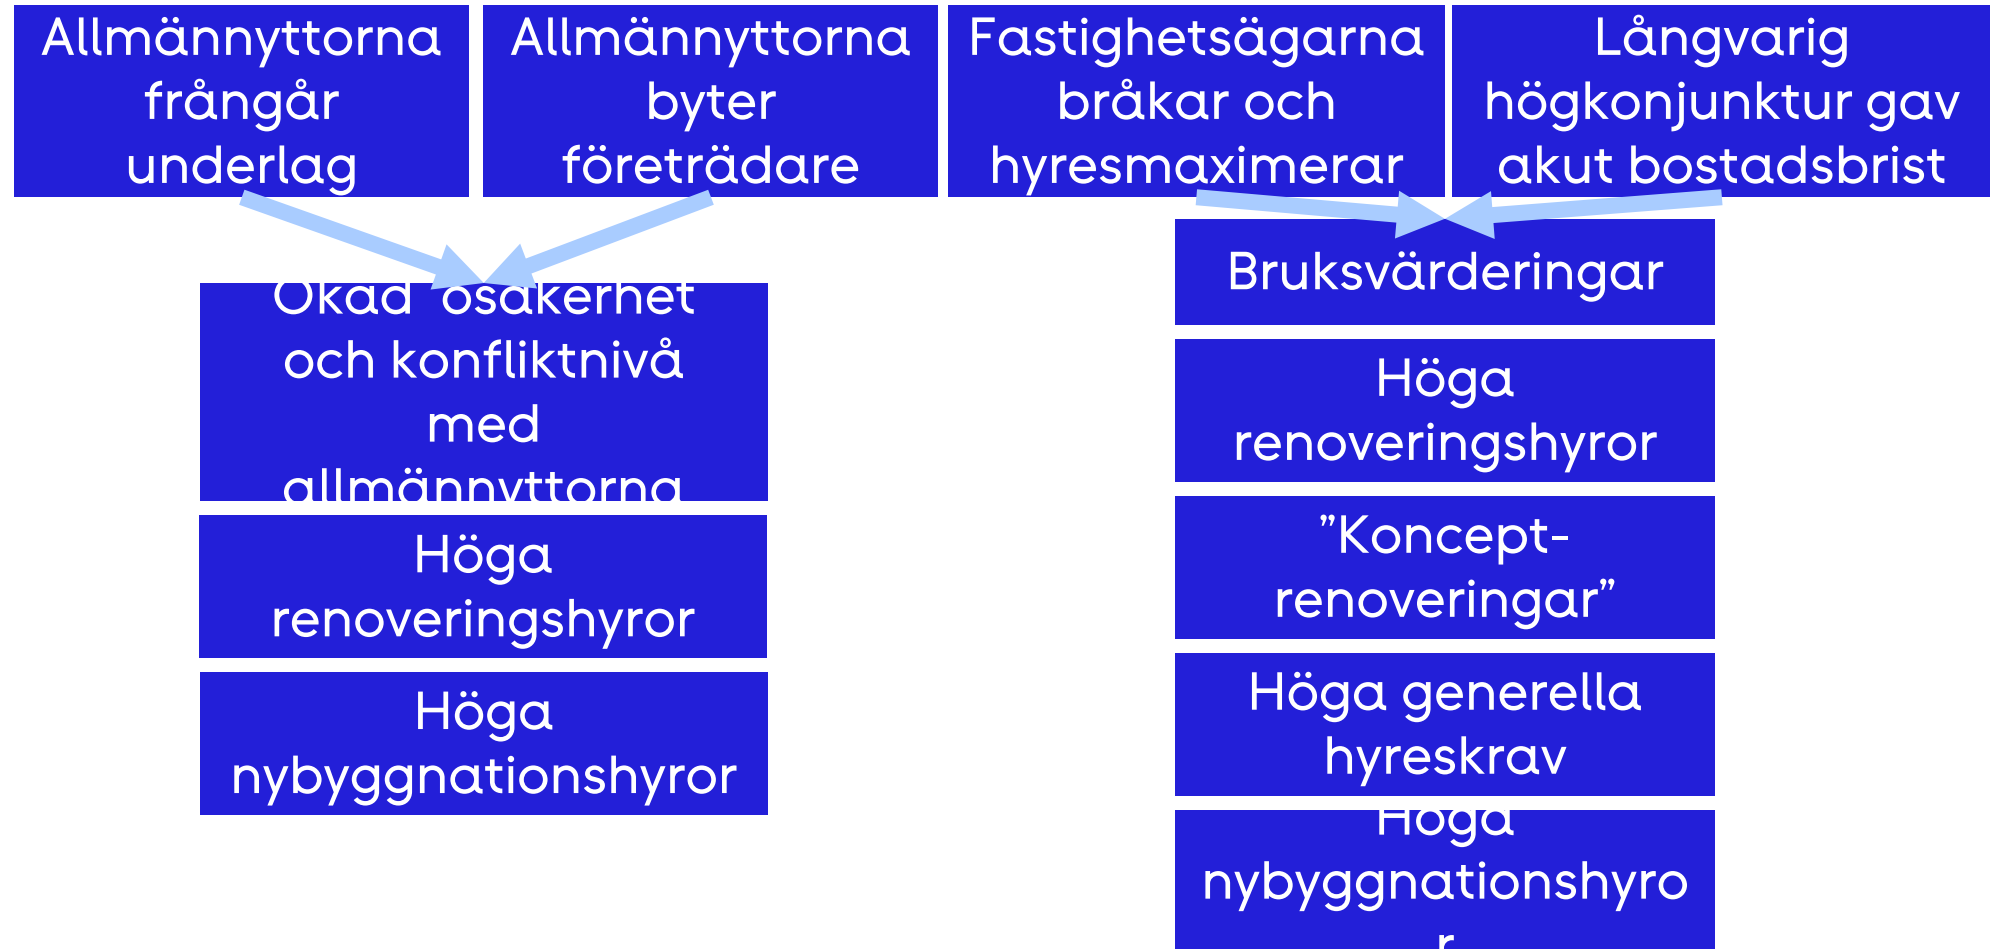 Allmännyttorna
frångår
underlag
Allmännyttorna
byter
företrädare
Fastighetsägarna
bråkar och
hyresmaximerar
Långvarig
högkonjunktur gav
akut bostadsbrist
Ökad osäkerhet
och konfliktnivå
med
allmännyttorna
Höga
renoveringshyror
Höga
nybyggnationshyror
Bruksvärderingar
Höga
renoveringshyror
”Koncept-
renoveringar”
Höga generella
hyreskrav
Höga
nybyggnationshyro
r